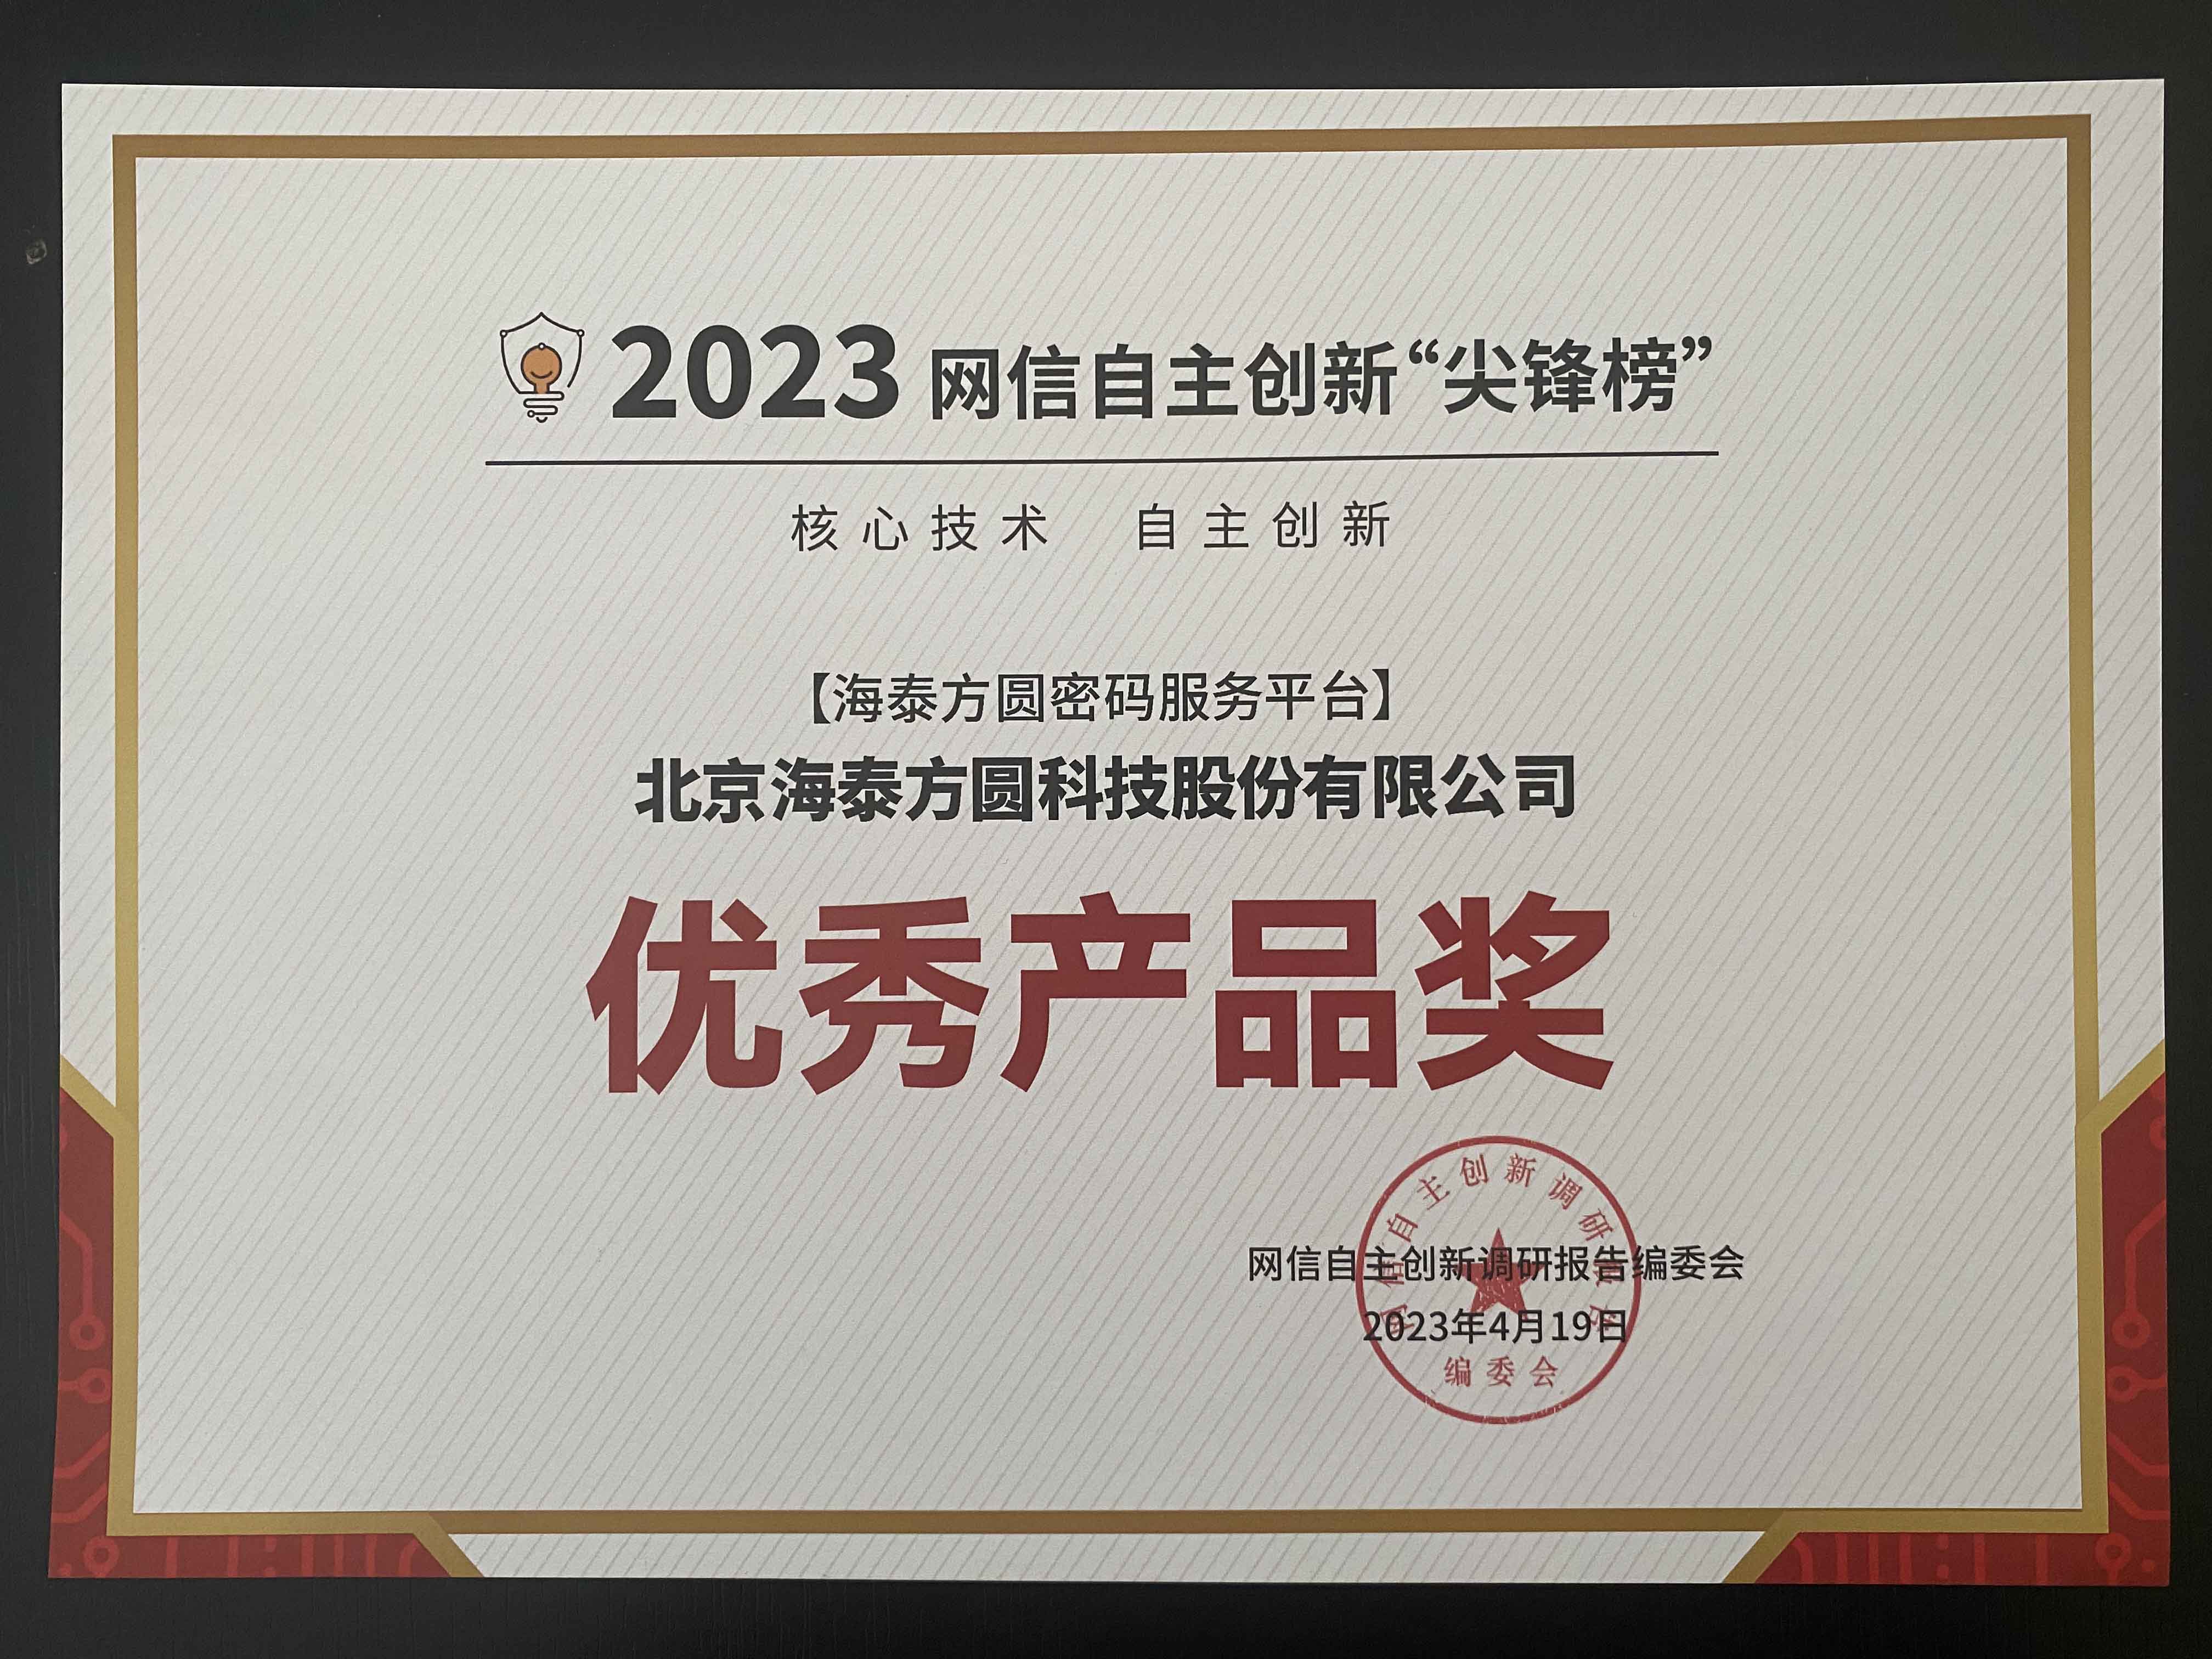 2023 网信自主创新“尖锋榜”
核心技术 自主创新
【海泰方圆密码服务平台】
北京海泰方圆科技股份有限公司
优秀产品奖
网信自主创新调研报告编委会
2023年4月19日
自主创新调研
编委会